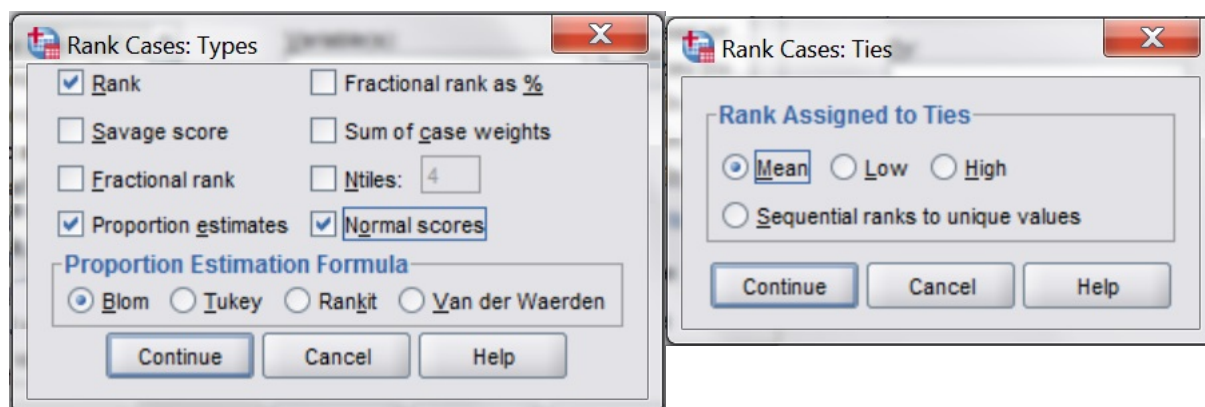 Rank Cases: Types
Rank
Fractional rank as %
Savage score
Sum of case weights
Fractional rank
Ntiles: 4
Proportion estimates
Normal scores
Proportion Estimation Formula
Blom Tukey Rankit Van der Waerden
Continue Cancel Help
Rank Cases: Ties
Rank Assigned to Ties
Mean Low High
Sequential ranks to unique values
Continue Cancel Help